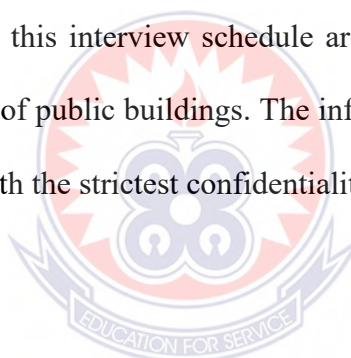 this interview schedule ar
of public buildings. The inf
th the strictest confidentialit
EDUCATION FOR SERVICE